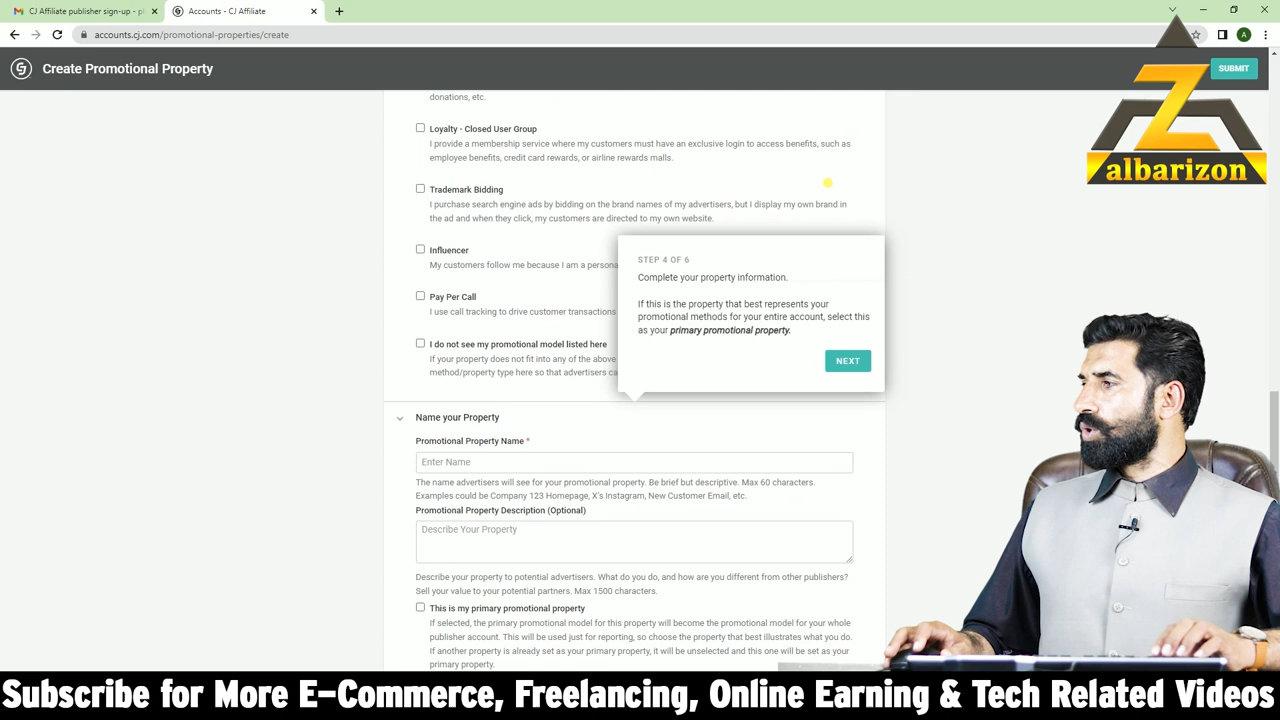 CJ Affiliate publisher sign-up - pl
Accounts - CJ Affiliate
accounts.cj.com/promotional-properties/create
A
Create Promotional Property
SUBMIT
albarizon
donations, etc.
Loyalty - Closed User Group
I provide a membership service where my customers must have an exclusive login to access benefits, such as
employee benefits, credit card rewards, or airline rewards malls.
Trademark Bidding
I purchase search engine ads by bidding on the brand names of my advertisers, but I display my own brand in
the ad and when they click, my customers are directed to my own website.
Influencer
My customers follow me because I am a persona
Pay Per Call
I use call tracking to drive customer transactions
I do not see my promotional model listed here
If your property does not fit into any of the above
method/property type here so that advertisers ca
STEP 4 OF 6
Complete your property information.
If this is the property that best represents your
promotional methods for your entire account, select this
as your primary promotional property.
NEXT
Name your Property
Promotional Property Name *
Enter Name
The name advertisers will see for your promotional property. Be brief but descriptive. Max 60 characters.
Examples could be Company 123 Homepage, X's Instagram, New Customer Email, etc.
Promotional Property Description (Optional)
Describe Your Property
Describe your property to potential advertisers. What do you do, and how are you different from other publishers?
Sell your value to your potential partners. Max 1500 characters.
This is my primary promotional property
If selected, the primary promotional model for this property will become the promotional model for your whole
publisher account. This will be used just for reporting, so choose the property that best illustrates what you do.
If another property is already set as your primary property, it will be unselected and this one will be set as your
primary property.
Subscribe for More E-Commerce, Freelancing, Online Earning & Tech Related Videos